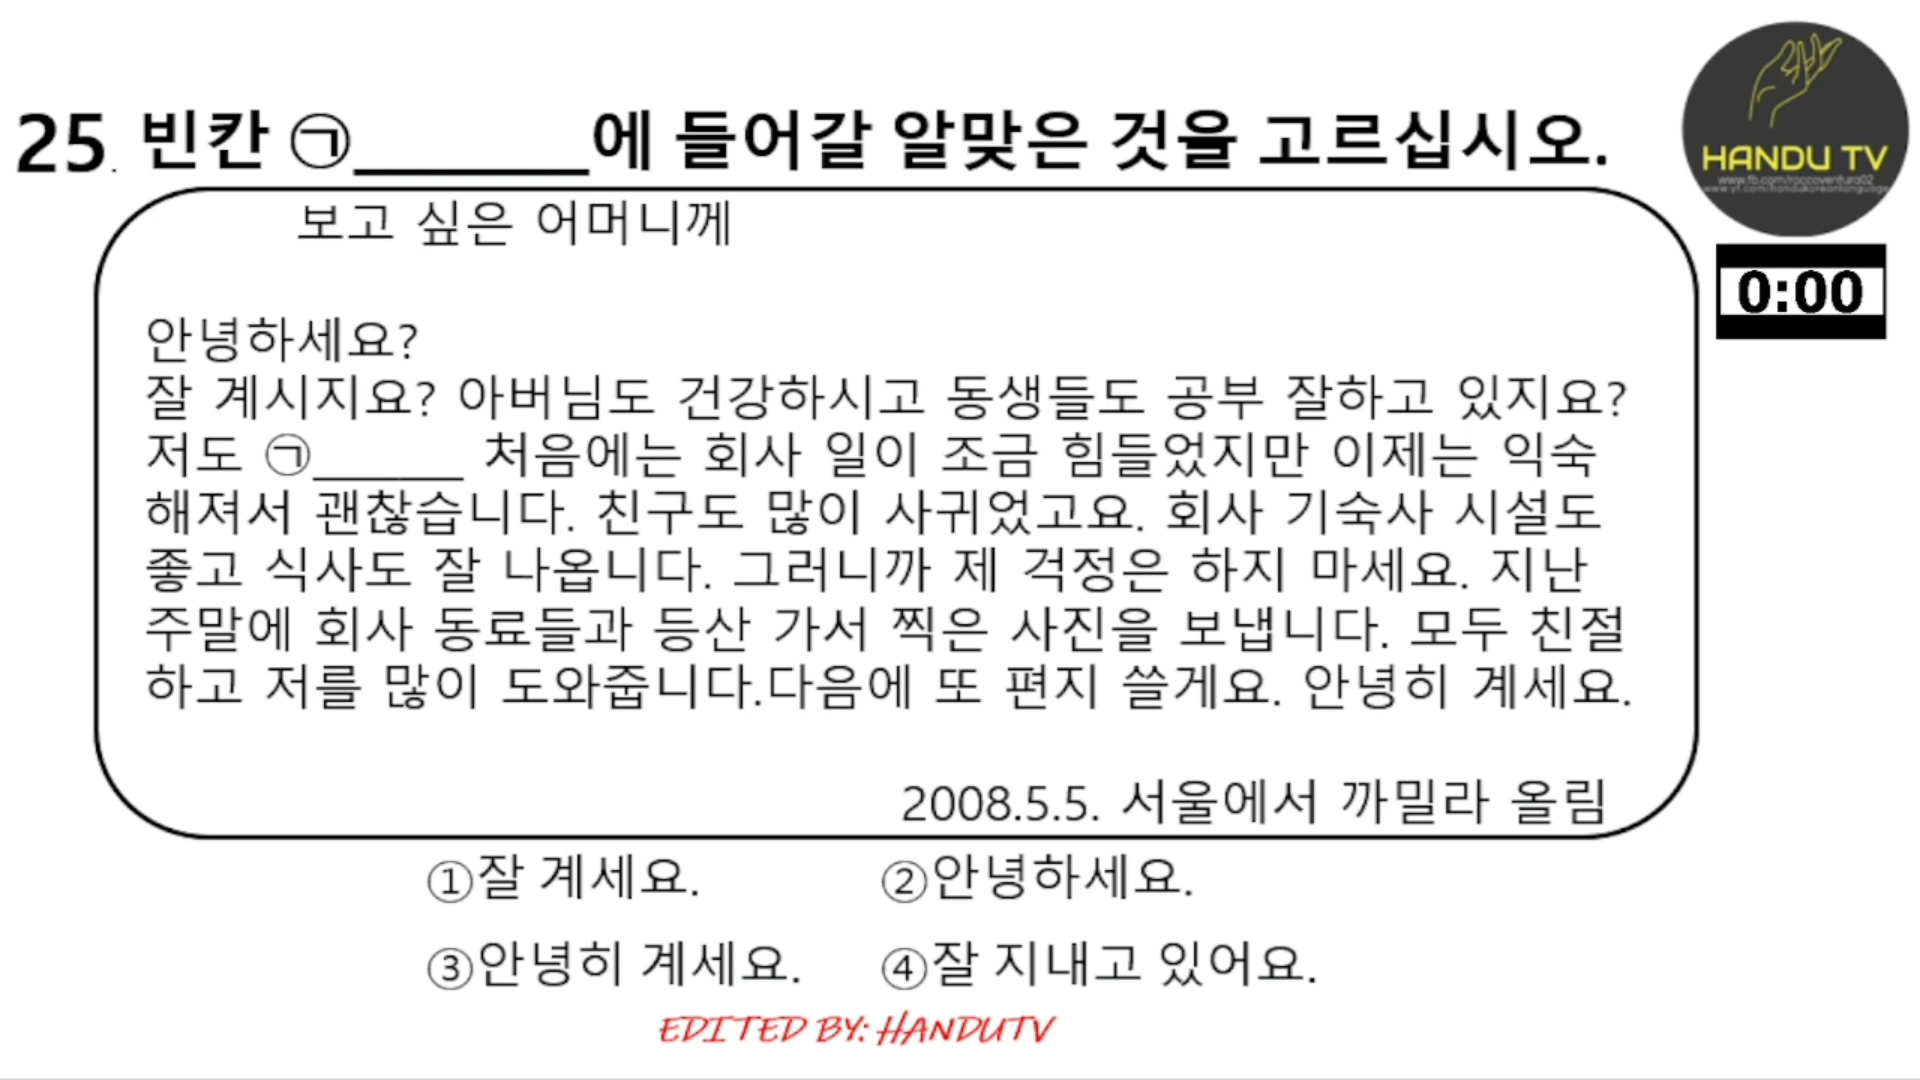 25. 빈칸 ㉠______에 들어갈 알맞은 것을 고르십시오.
HANDU TV
www.fb.com/roccoventura02
www.yt.com/handukoreanlanguage
0:00
보고 싶은 어머니께
안녕하세요?
잘 계시지요? 아버님도 건강하시고 동생들도 공부 잘하고 있지요?
저도 ㉠______ 처음에는 회사 일이 조금 힘들었지만 이제는 익숙
해져서 괜찮습니다. 친구도 많이 사귀었고요. 회사 기숙사 시설도
좋고 식사도 잘 나옵니다. 그러니까 제 걱정은 하지 마세요. 지난
주말에 회사 동료들과 등산 가서 찍은 사진을 보냅니다. 모두 친절
하고 저를 많이 도와줍니다.다음에 또 편지 쓸게요. 안녕히 계세요.
2008.5.5. 서울에서 까밀라 올림
①잘 계세요. ②안녕하세요.
③안녕히 계세요. ④잘 지내고 있어요.
EDITED BY: HANDUTV